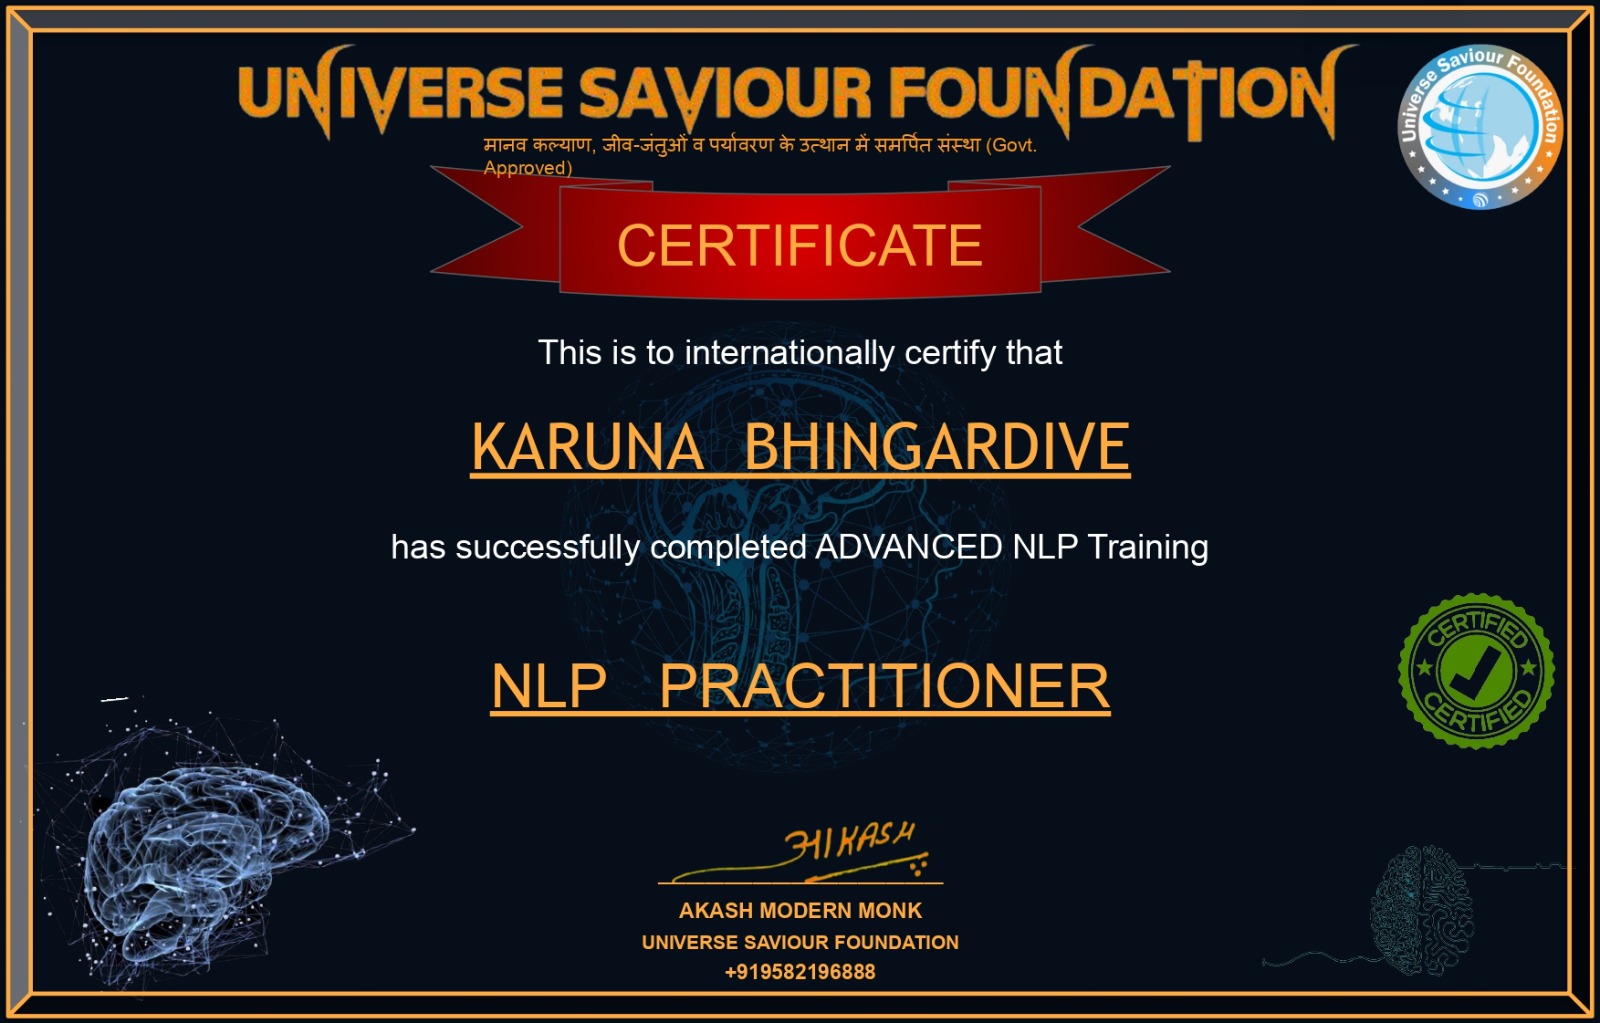 UNIVERSE SAVIOUR FOUNDATION
मानव कल्याण, जीव-जंतुओं व पर्यावरण के उत्थान में समर्पित संस्था (Govt.
Approved)
Universe Saviour Foundation
CERTIFICATE
This is to internationally certify that
KARUNA BHINGARDIVE
has successfully completed ADVANCED NLP Training
NLP PRACTITIONER
CERTIFIED
CERTIFIED
आKASH
AKASH MODERN MONK
UNIVERSE SAVIOUR FOUNDATION
+919582196888